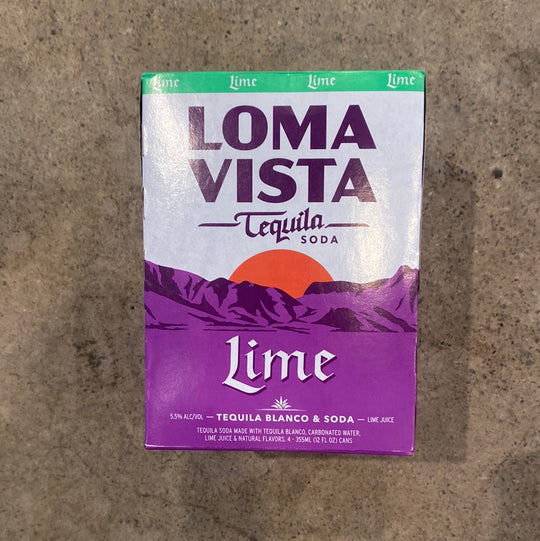 Lime Lime Lime Lime
LOMA
VISTA
Tequila
SODA
Lime
5.5% ALC/VOL — TEQUILA BLANCO & SODA — LIME JUICE
TEQUILA SODA MADE WITH TEQUILA BLANCO, CARBONATED WATER,
LIME JUICE & NATURAL FLAVORS. 4 - 355ML (12 FL OZ) CANS